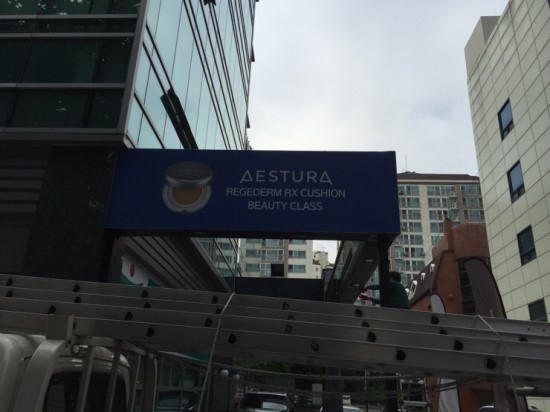 AESTURA
REGEDERM RX CUSHION
BEAUTY CLASS